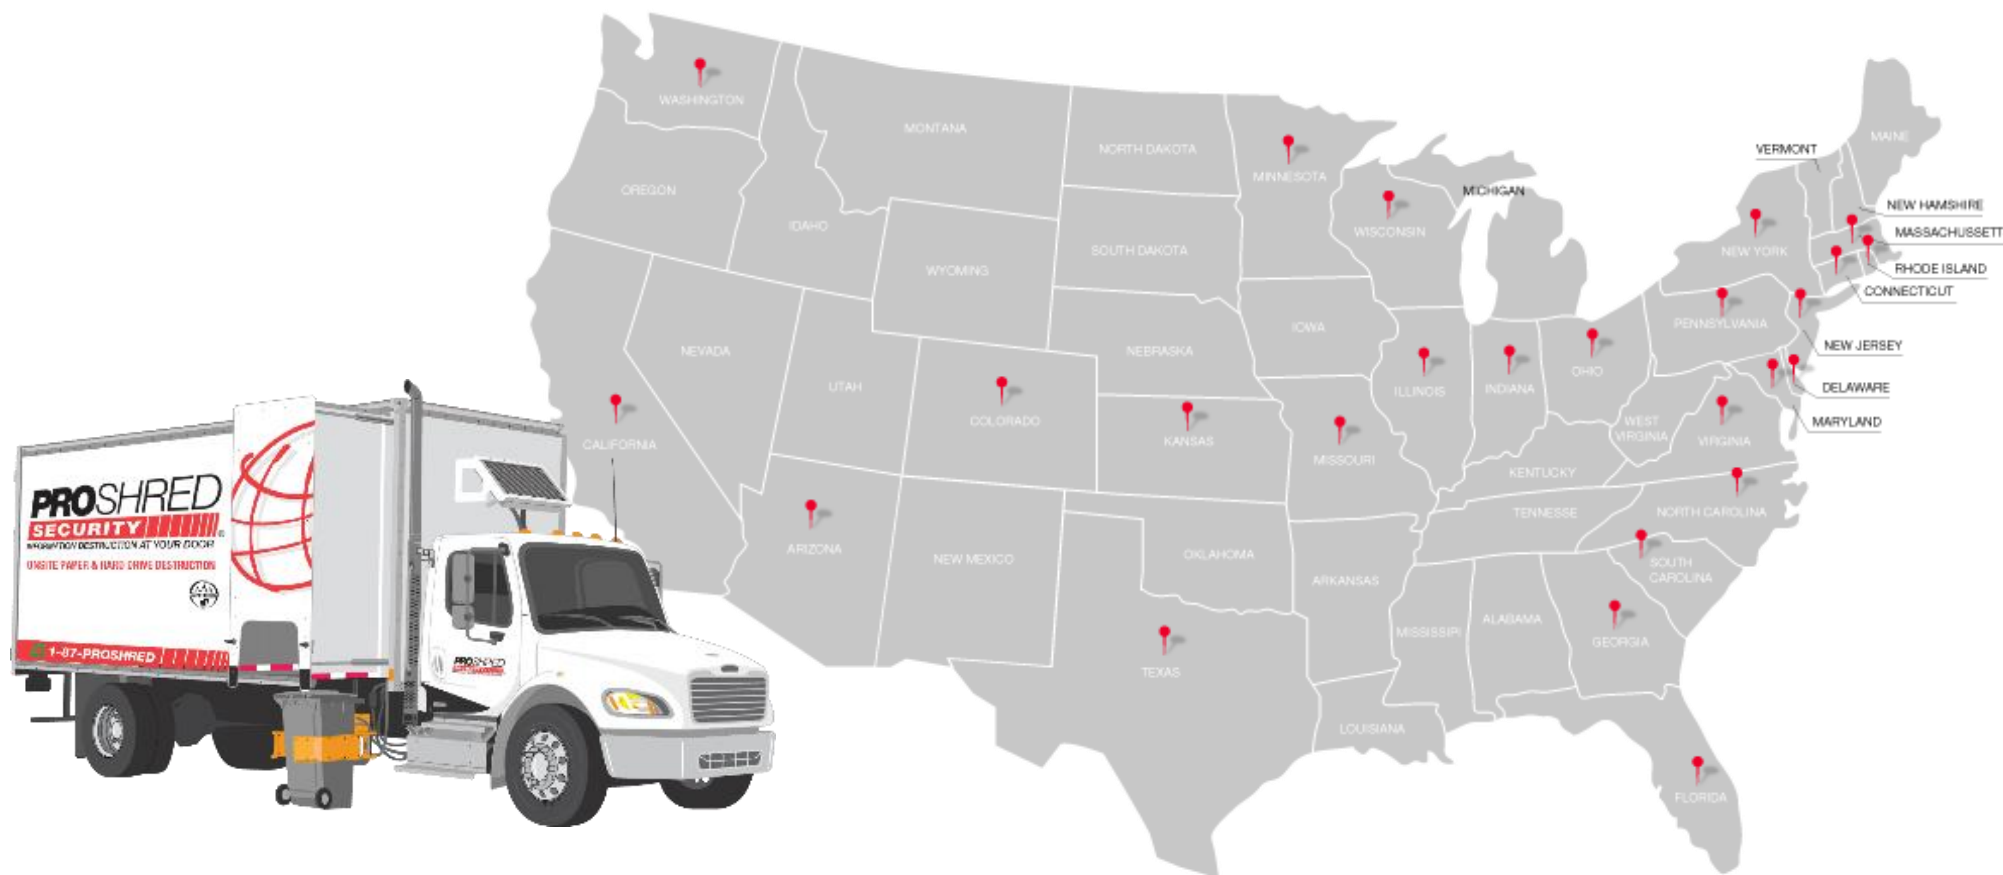 PROSHRED
SECURITY
INFORMATION DESTRUCTION AT YOUR DOOR
ONSITE PAPER & HARD DRIVE DESTRUCTION
1-87-PROSHRED
PROSHRED
WASHINGTON
MONTANA
NORTH DAKOTA
MINNESOTA
OREGON
IDAHO
SOUTH DAKOTA
WISCONSIN
MICHIGAN
WYOMING
VERMONT
MAINE
NEW HAMSHIRE
MASSACHUSSETT
NEW YORK
RHODE ISLAND
CONNECTICUT
PENNSYLVANIA
NEW JERSEY
DELAWARE
MARYLAND
NEVADA
UTAH
NEBRASKA
IOWA
ILLINOIS
INDIANA
OHIO
CALIFORNIA
COLORADO
KANSAS
MISSOURI
WEST
VIRGINIA
VIRGINIA
KENTUCKY
ARIZONA
NEW MEXICO
OKLAHOMA
ARKANSAS
TENNESSE
NORTH CAROLINA
SOUTH
CAROLINA
TEXAS
MISSISSIPI
ALABAMA
GEORGIA
LOUISIANA
FLORIDA